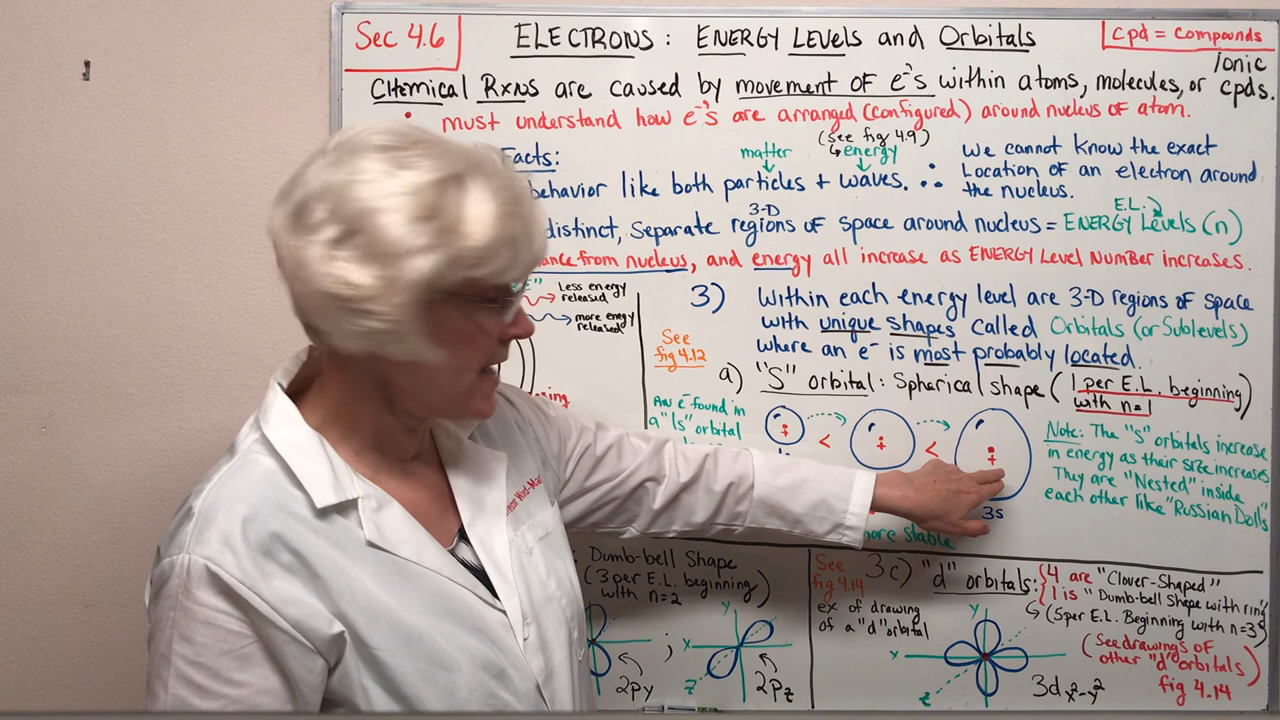 Sec 4.6
ELECTRONS: ENERGY LEVELS and Orbitals
cpd = compounds
CHEMICAL RXNS are caused by movement OF e⁻'s within atoms, molecules, or ionic cpds.
• must understand how e⁻'s are arranged (configured) around nucleus of atom.
(see fig 4.9)
Facts:
matter
↳ energy
behavior like both particles + waves. ∴
we cannot know the exact
Location of an electron around
the nucleus.
3-D
E.L.
distinct, separate regions of space around nucleus = ENERGY Levels (n)
from nucleus, and energy all increase as ENERGY Level NumBer increases.
Less energy
released
more enegy
released
3) Within each energy level are 3-D regions of space
with unique shapes called Orbitals (or Sublevels)
where an e⁻ is most probably located.
See
fig 4.12
a) "S" orbital: Spherical shape (1 per E.L. beginning
with n=1)
An e⁻ found in
a "1s" orbital
+ < + < +
3s
more stable
Note: The "s" orbitals increase
in energy as their size increases
They are "Nested" inside
each other like "Russian Dolls"
: Dumb-bell Shape
(3 per E.L. beginning
with n=2)
y
x
z
2py
;
2pz
See
fig 4.14
3c) "d" orbitals: {4 are "Clover-Shaped"
1 is "Dumb-bell Shape with ring"
↳ (5 per E.L. Beginning with n=3)
ex of drawing
of a "d" orbital
y
x
z
3d x²-y²
(See drawings of
other "d" orbitals)
fig 4.14